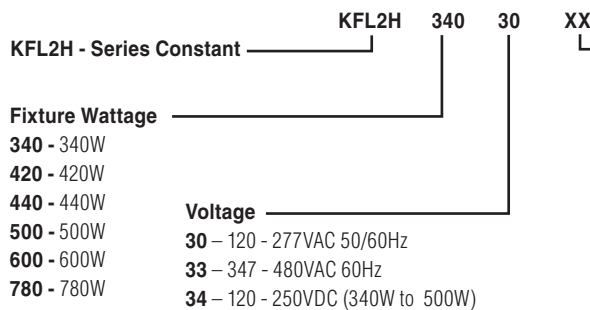 KFL2H 340 30 XX
KFL2H - Series Constant
Fixture Wattage
340 - 340W
420 - 420W
440 - 440W
500 - 500W
600 - 600W
780 - 780W
Voltage
30 – 120 - 277VAC 50/60Hz
33 – 347 - 480VAC 60Hz
34 – 120 - 250VDC (340W to 500W)